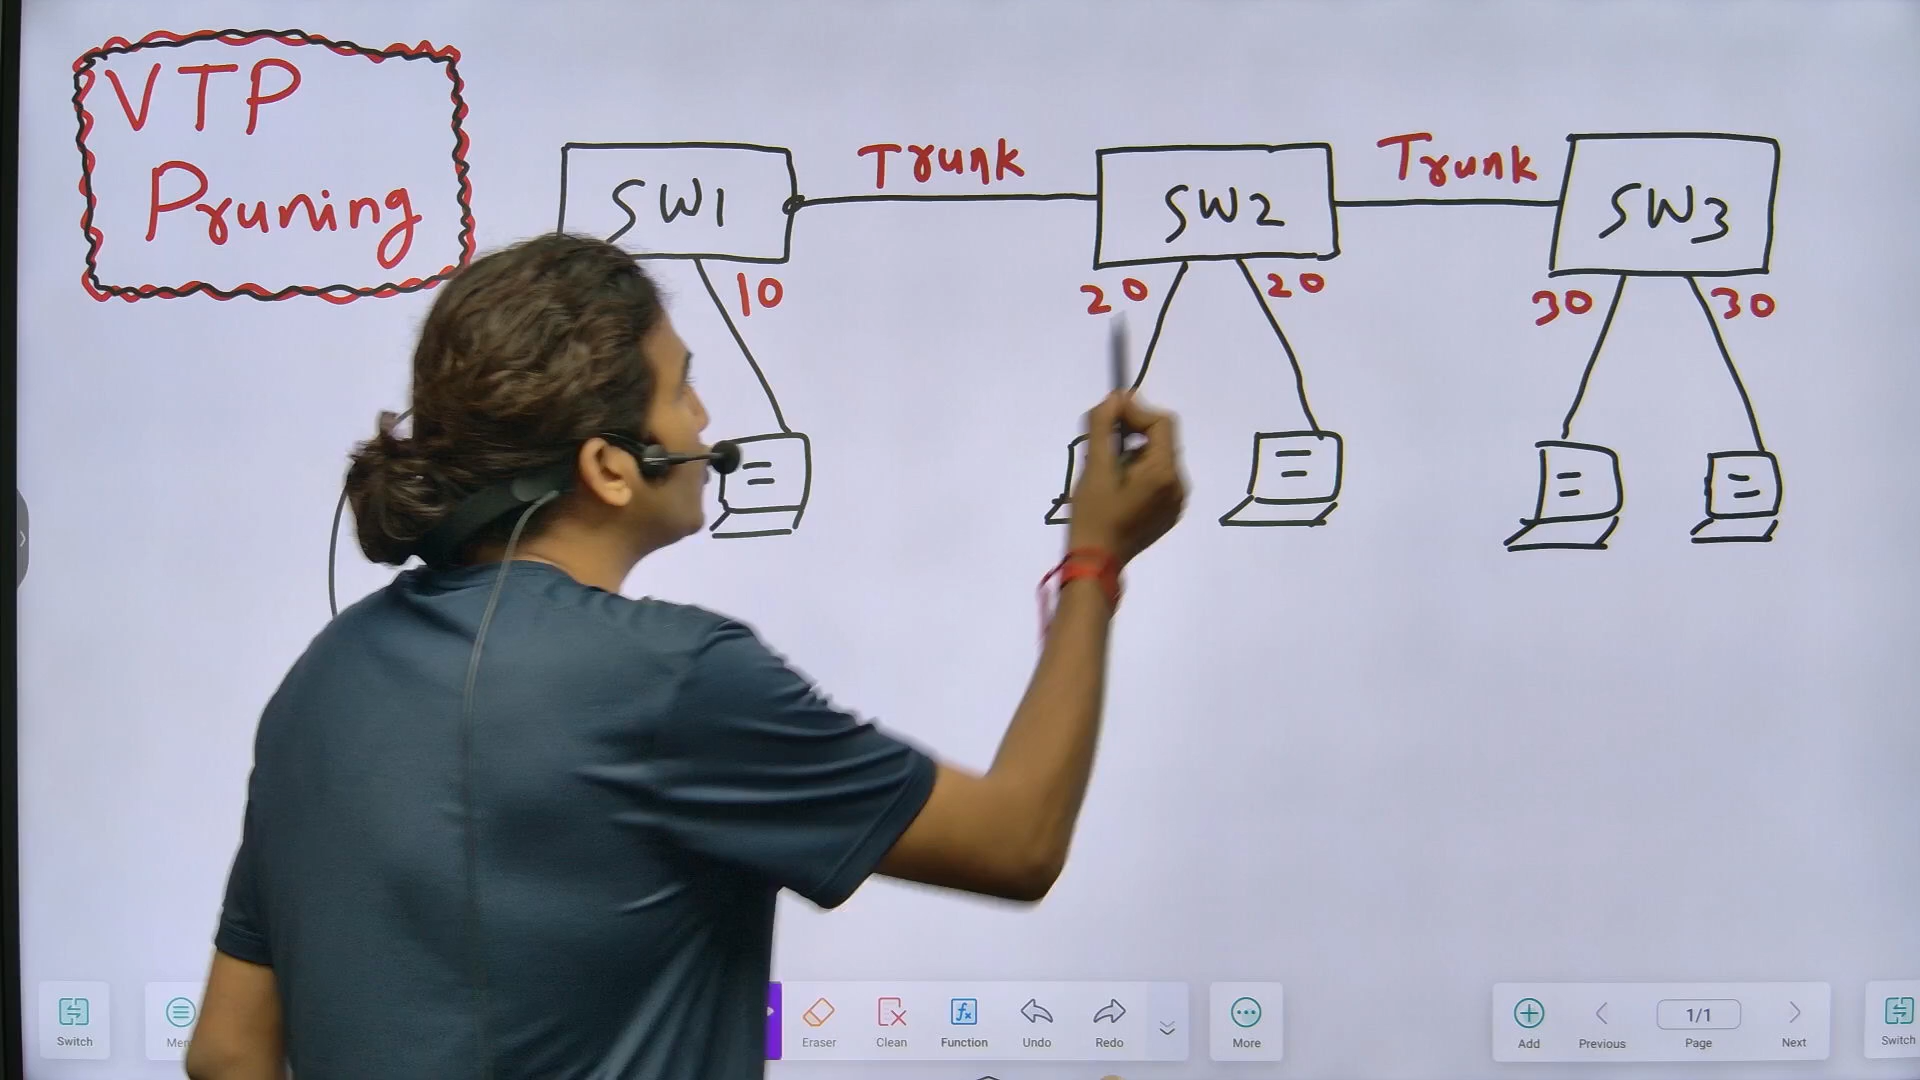 VTP
Pruning
SW1
Trunk
SW2
Trunk
SW3
10
20
20
30
30
Switch
Eraser
Clean
Function
Undo
Redo
More
Add
Previous
1/1
Page
Next
Switch